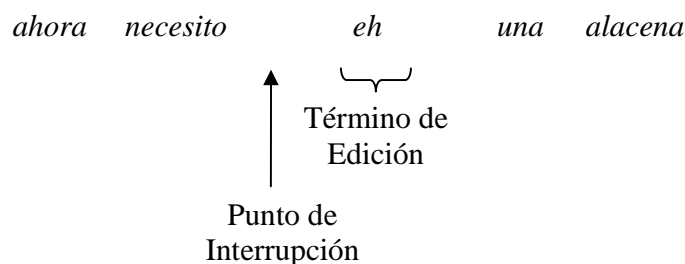 ahora necesito eh una alacena
Término de
Edición
Punto de
Interrupción